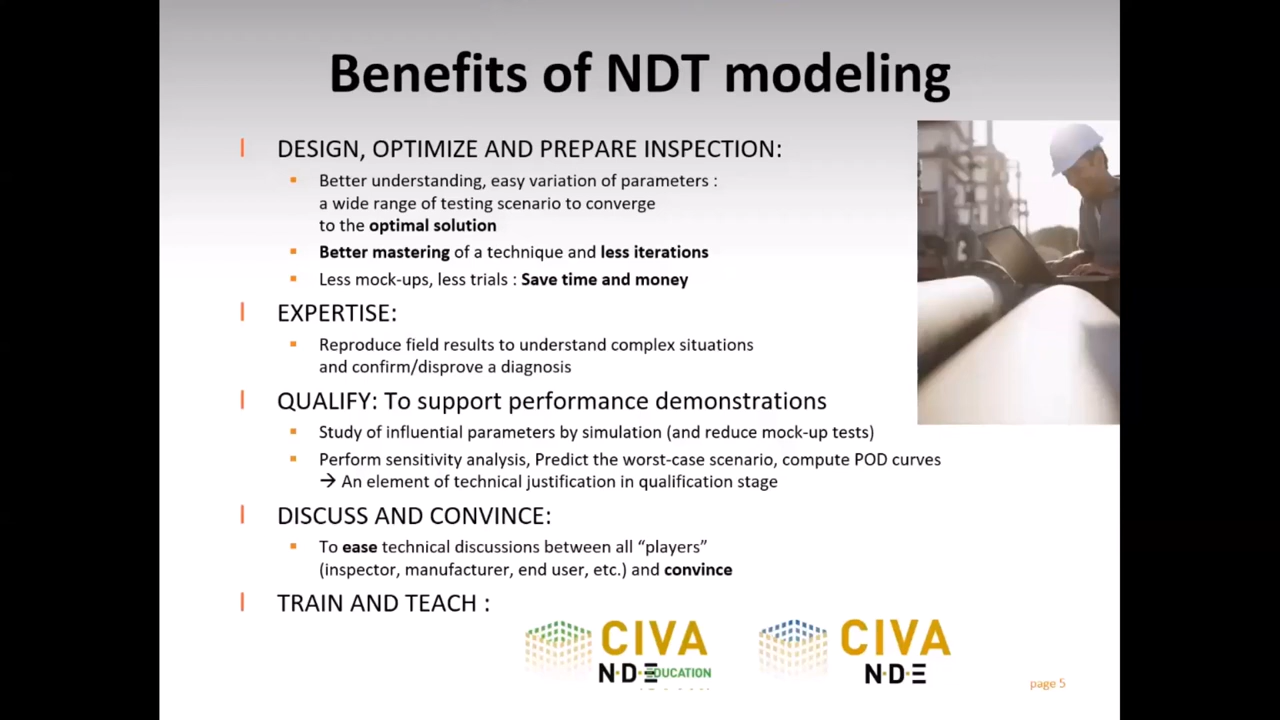 Benefits of NDT modeling
DESIGN, OPTIMIZE AND PREPARE INSPECTION:
Better understanding, easy variation of parameters :
a wide range of testing scenario to converge
to the optimal solution
Better mastering of a technique and less iterations
Less mock-ups, less trials : Save time and money
EXPERTISE:
Reproduce field results to understand complex situations
and confirm/disprove a diagnosis
QUALIFY: To support performance demonstrations
Study of influential parameters by simulation (and reduce mock-up tests)
Perform sensitivity analysis, Predict the worst-case scenario, compute POD curves
→ An element of technical justification in qualification stage
DISCUSS AND CONVINCE:
To ease technical discussions between all “players”
(inspector, manufacturer, end user, etc.) and convince
TRAIN AND TEACH :
CIVA
N·D·E EDUCATION
CIVA
N·D·E
page 5